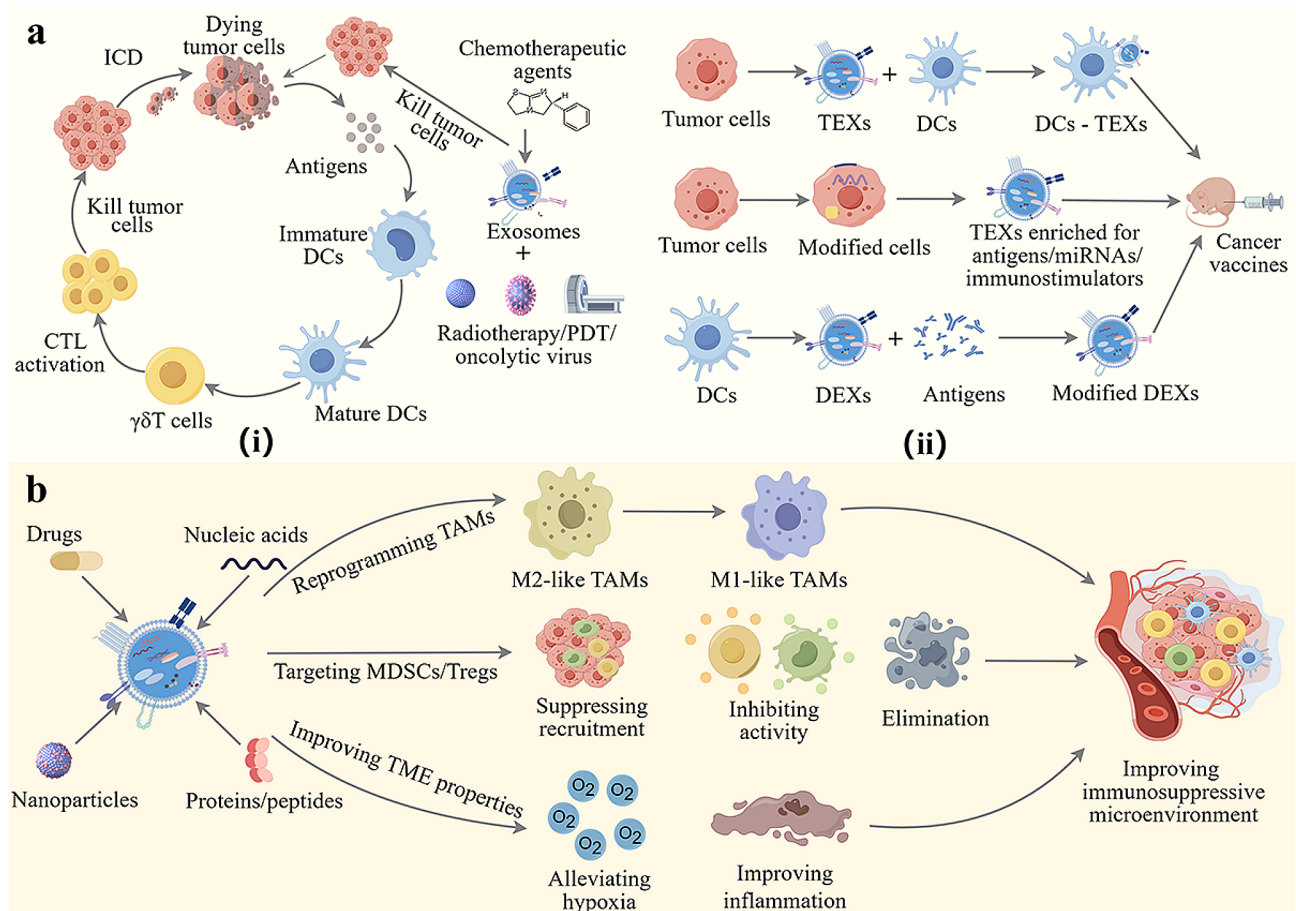 a
ICD
Dying
tumor cells
Chemotherapeutic
agents
S
N
H
N
Kill tumor
cells
Antigens
Exosomes
+
Radiotherapy/PDT/
oncolytic virus
Immature
DCs
Mature DCs
γδT cells
CTL
activation
Kill tumor
cells
(i)
Tumor cells
TEXs
+
DCs
DCs - TEXs
Tumor cells
Modified cells
TEXs enriched for
antigens/miRNAs/
immunostimulators
Cancer
vaccines
DCs
DEXs
+
Antigens
Modified DEXs
(ii)
b
Drugs
Nucleic acids
Nanoparticles
Proteins/peptides
Reprogramming TAMs
M2-like TAMs
M1-like TAMs
Targeting MDSCs/Tregs
Suppressing
recruitment
Inhibiting
activity
Elimination
Improving TME properties
O2
O2
O2
O2
O2
Alleviating
hypoxia
Improving
inflammation
Improving
immunosuppressive
microenvironment